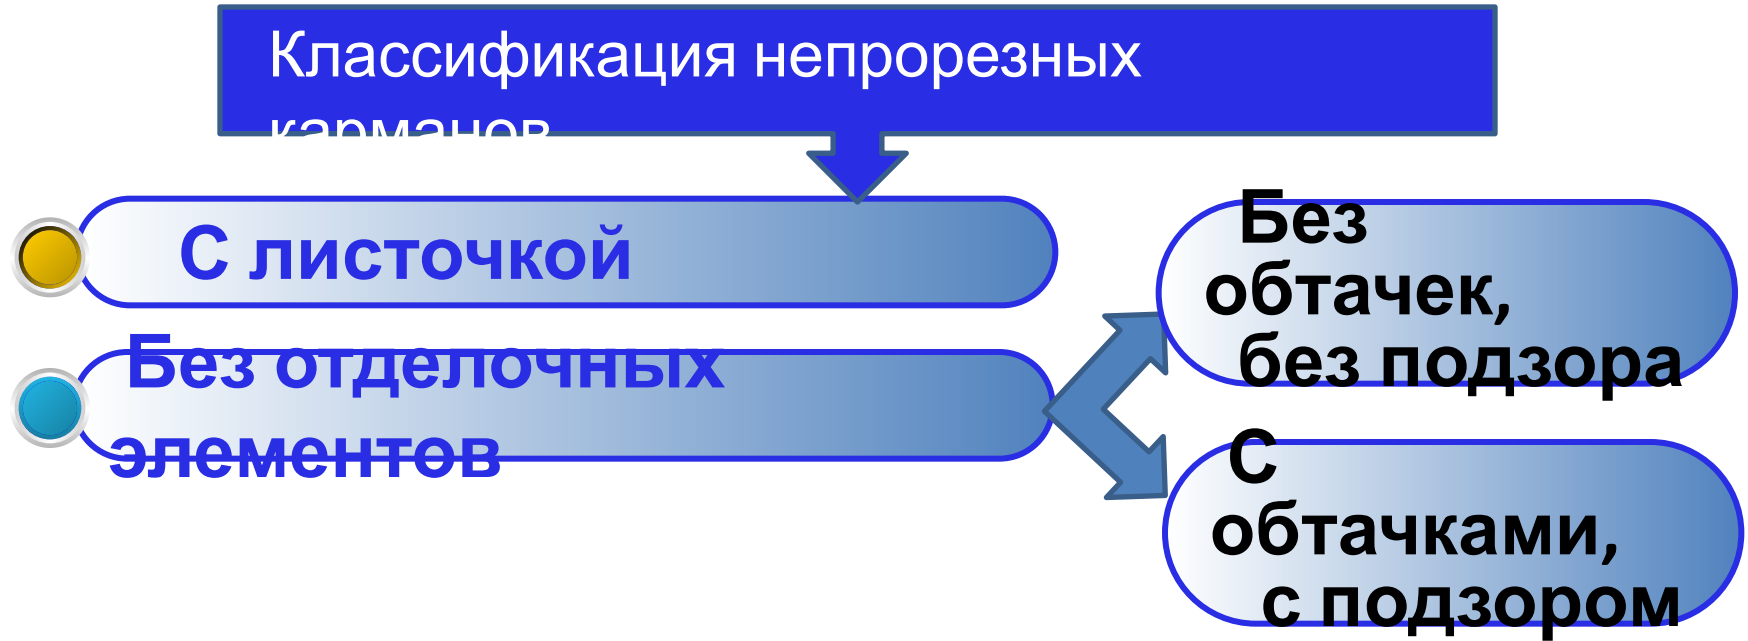 Классификация непрорезных
карманов
С листочкой
Без отделочных
элементов
Без
обтачек,
без подзора
С
обтачками,
с подзором